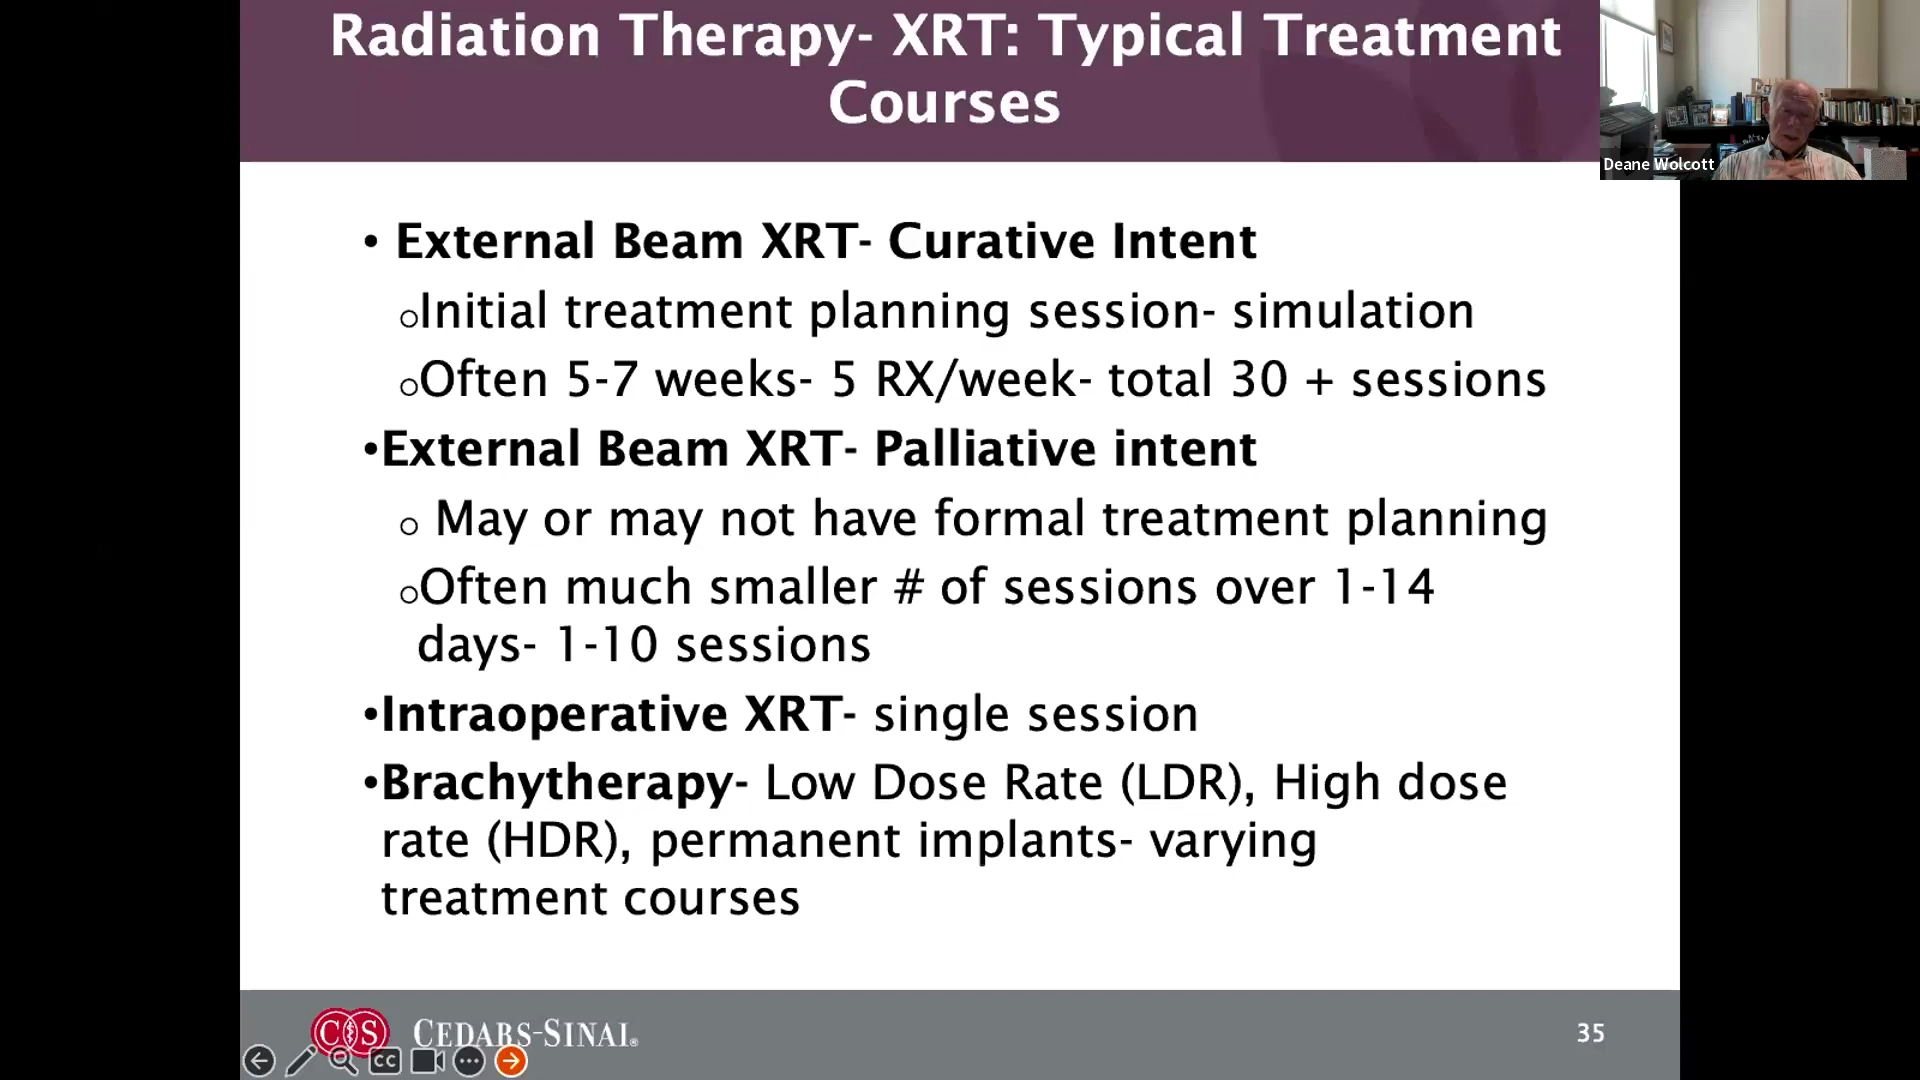 Radiation Therapy- XRT: Typical Treatment
Courses
Deane Wolcott
• External Beam XRT- Curative Intent
oInitial treatment planning session- simulation
oOften 5-7 weeks- 5 RX/week- total 30 + sessions
•External Beam XRT- Palliative intent
o May or may not have formal treatment planning
oOften much smaller # of sessions over 1-14
days- 1-10 sessions
•Intraoperative XRT- single session
•Brachytherapy- Low Dose Rate (LDR), High dose
rate (HDR), permanent implants- varying
treatment courses
CS CEDARS-SINAI®
35
CC